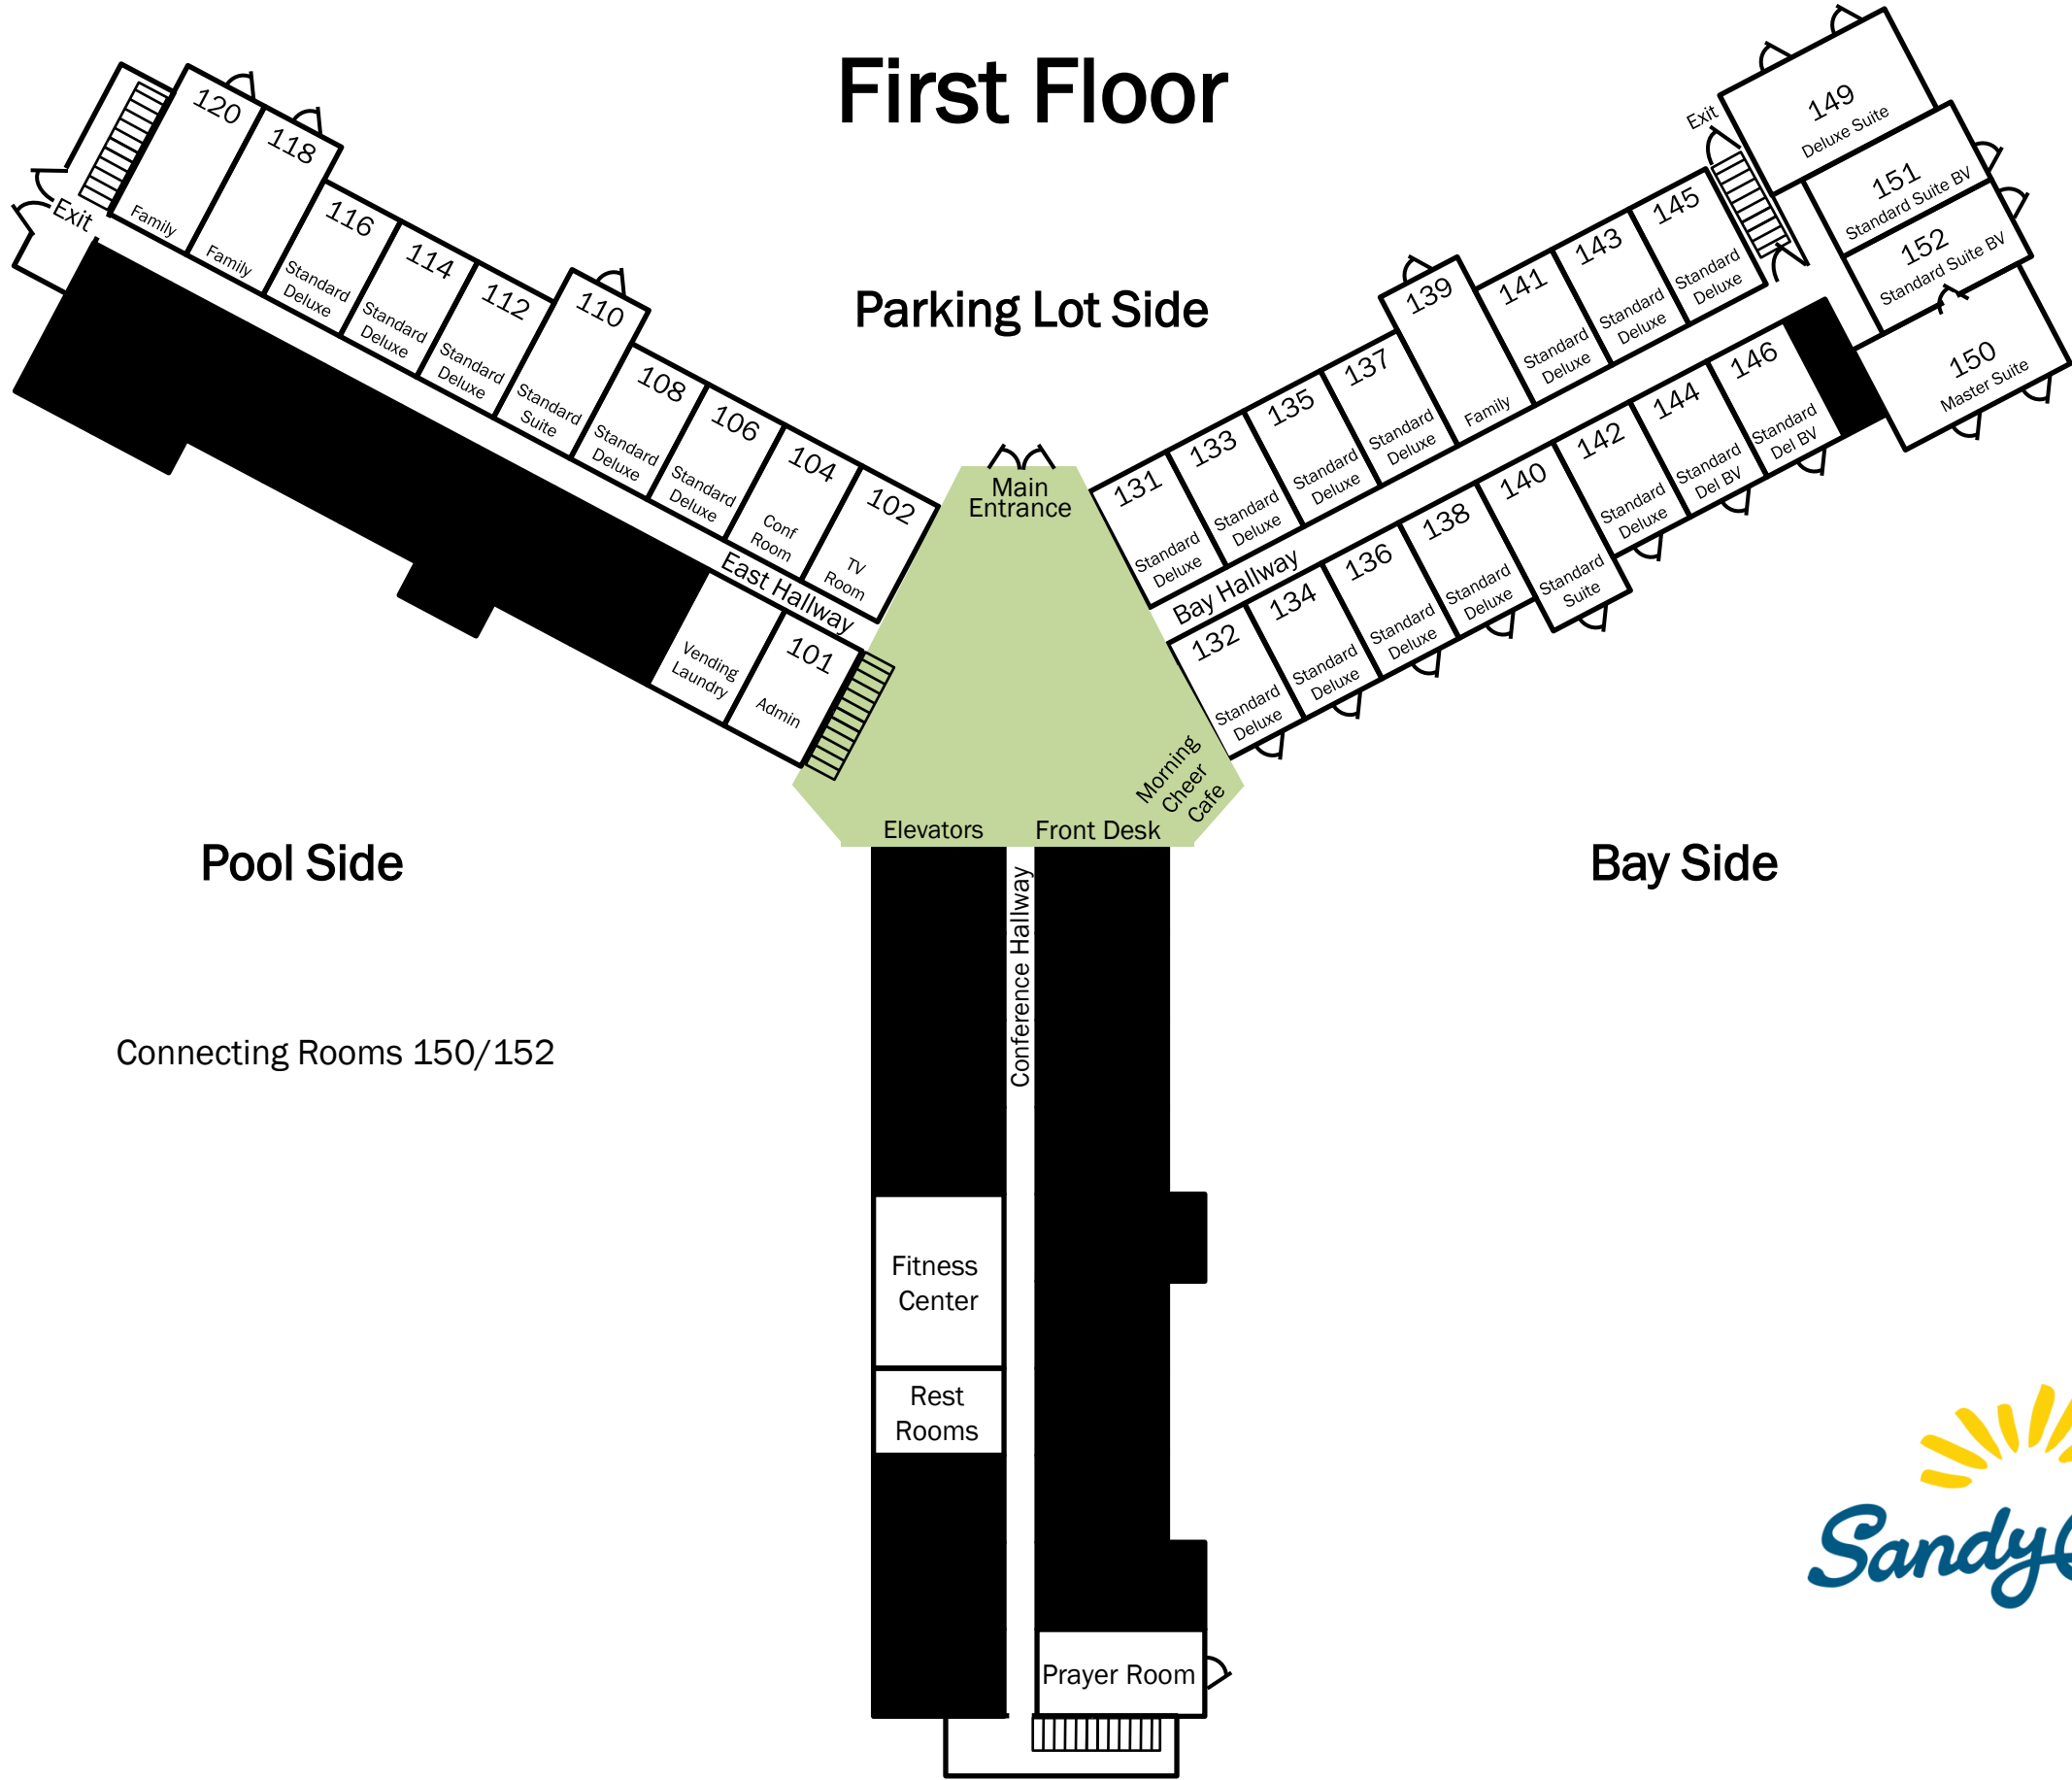 First Floor
Parking Lot Side
120
Family
118
Family
116
Standard
Deluxe
114
Standard
Deluxe
112
Standard
Deluxe
110
Standard
Suite
108
Standard
Deluxe
106
Standard
Deluxe
104
Conf
Room
102
TV
Room
Exit
East Hallway
Vending
Laundry
101
Admin
Main
Entrance
131
Standard
Deluxe
133
Standard
Deluxe
135
Standard
Deluxe
137
Standard
Deluxe
139
Family
141
Standard
Deluxe
143
Standard
Deluxe
145
Standard
Deluxe
Exit
149
Deluxe Suite
151
Standard Suite BV
152
Standard Suite BV
150
Master Suite
Bay Hallway
132
Standard
Deluxe
134
Standard
Deluxe
136
Standard
Deluxe
138
Standard
Deluxe
140
Standard
Suite
142
Standard
Deluxe
144
Standard
Del BV
146
Standard
Del BV
Morning
Cheer
Cafe
Elevators
Front Desk
Pool Side
Bay Side
Conference Hallway
Connecting Rooms 150/152
Fitness
Center
Rest
Rooms
Prayer Room
Sandy